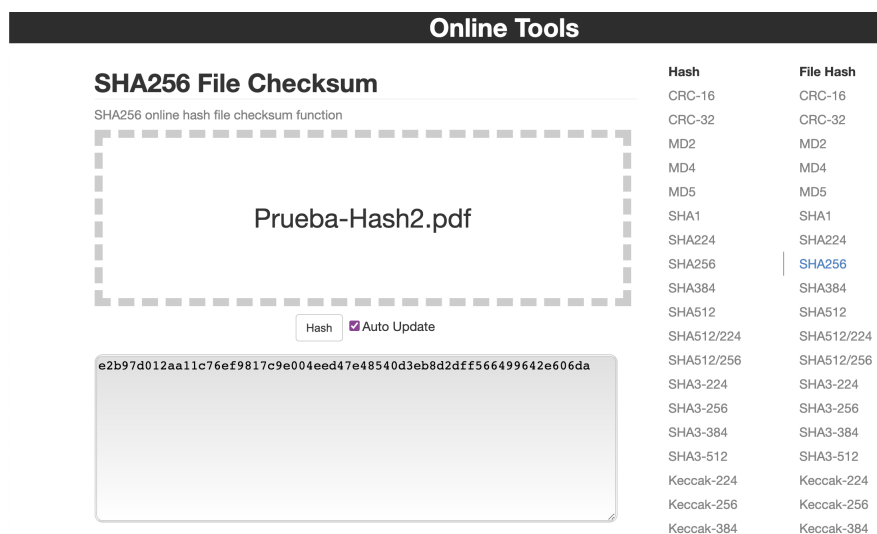 Online Tools
SHA256 File Checksum
SHA256 online hash file checksum function
Prueba-Hash2.pdf
Hash
Auto Update
e2b97d012aa11c76ef9817c9e004eed47e48540d3eb8d2dff566499642e606da
Hash
CRC-16
CRC-32
MD2
MD4
MD5
SHA1
SHA224
SHA256
SHA384
SHA512
SHA512/224
SHA512/256
SHA3-224
SHA3-256
SHA3-384
SHA3-512
Keccak-224
Keccak-256
Keccak-384
File Hash
CRC-16
CRC-32
MD2
MD4
MD5
SHA1
SHA224
SHA256
SHA384
SHA512
SHA512/224
SHA512/256
SHA3-224
SHA3-256
SHA3-384
SHA3-512
Keccak-224
Keccak-256
Keccak-384